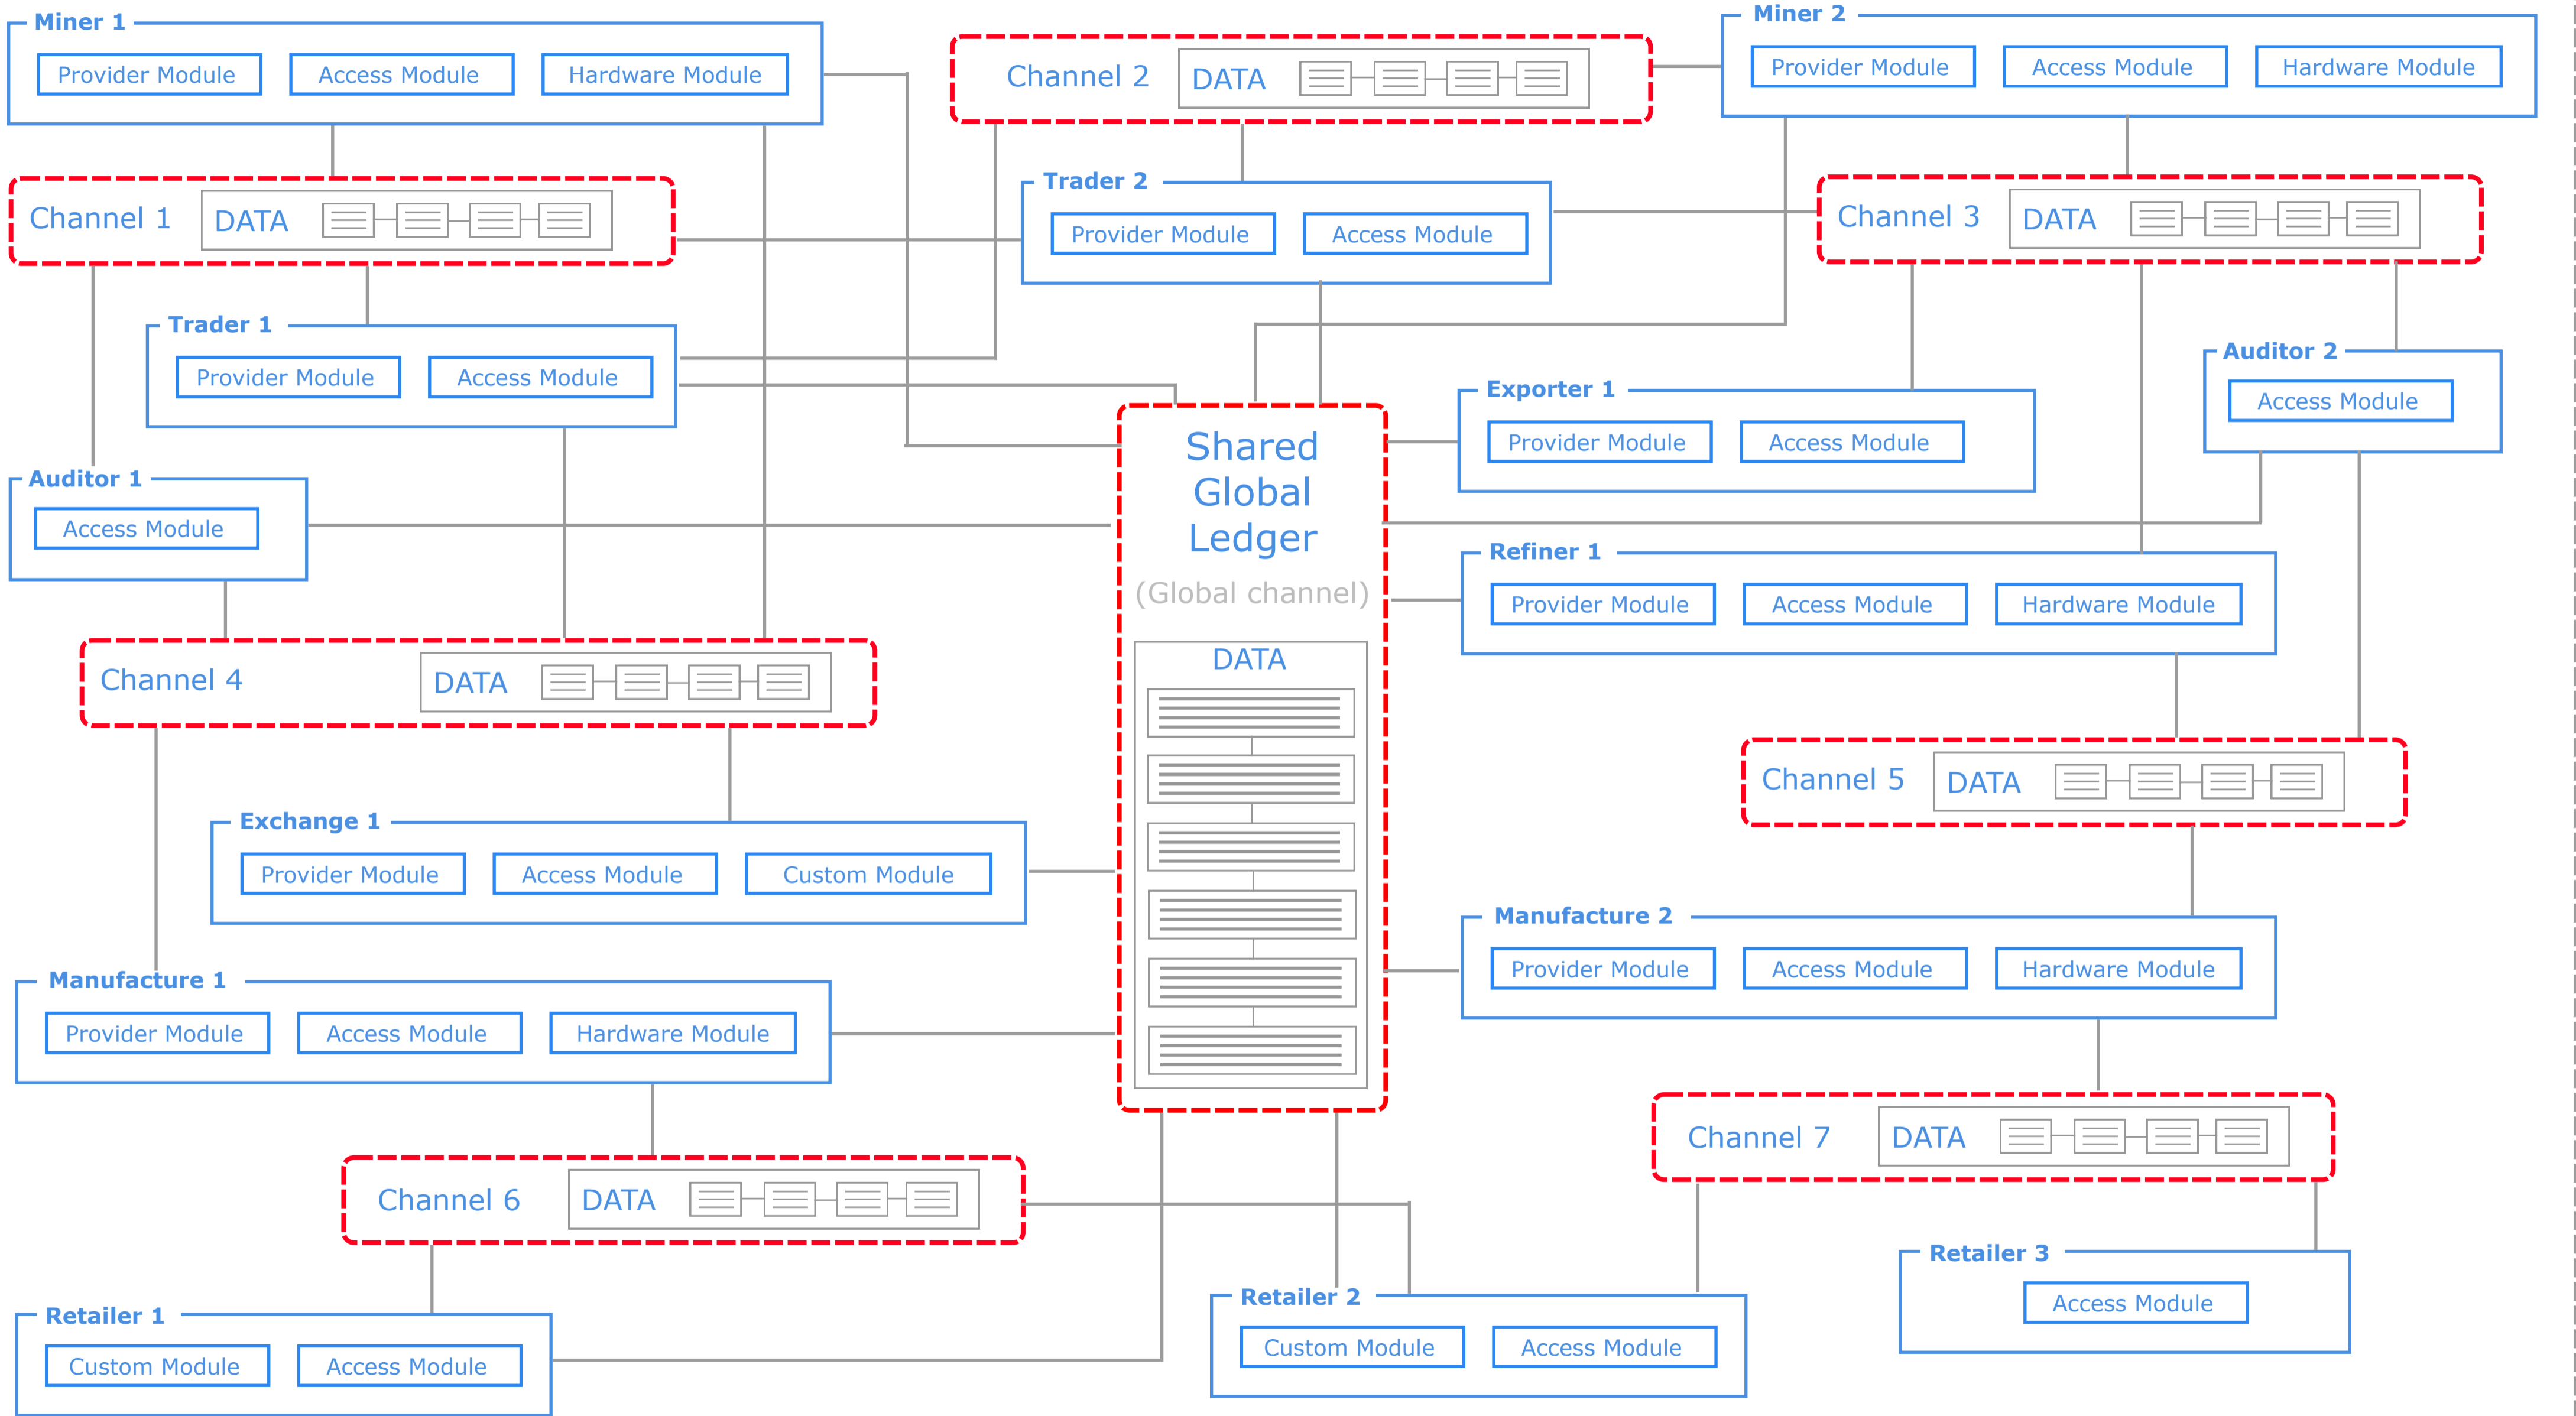 Miner 1
Provider Module
Access Module
Hardware Module
Channel 2
DATA
Miner 2
Provider Module
Access Module
Hardware Module
Channel 1
DATA
Trader 2
Provider Module
Access Module
Channel 3
DATA
Trader 1
Provider Module
Access Module
Auditor 2
Access Module
Exporter 1
Provider Module
Access Module
Auditor 1
Access Module
Shared
Global
Ledger
(Global channel)
DATA
Refiner 1
Provider Module
Access Module
Hardware Module
Channel 4
DATA
Channel 5
DATA
Exchange 1
Provider Module
Access Module
Custom Module
Manufacture 2
Provider Module
Access Module
Hardware Module
Manufacture 1
Provider Module
Access Module
Hardware Module
Channel 7
DATA
Channel 6
DATA
Retailer 3
Access Module
Retailer 2
Custom Module
Access Module
Retailer 1
Custom Module
Access Module